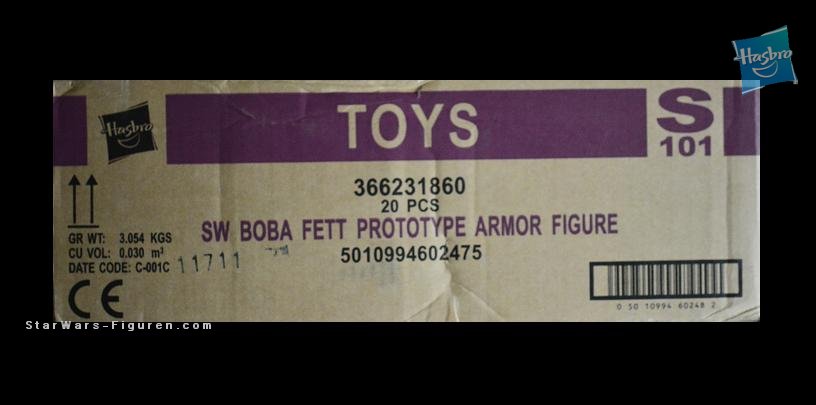 Hasbro
Hasbro
TOYS
S
101
366231860
20 PCS
SW BOBA FETT PROTOTYPE ARMOR FIGURE
5010994602475
GR WT: 3.054 KGS
CU VOL: 0.030 m³
DATE CODE: C-001C 11711
CE
0 50 10994 60248 2
StarWars-Figuren.com